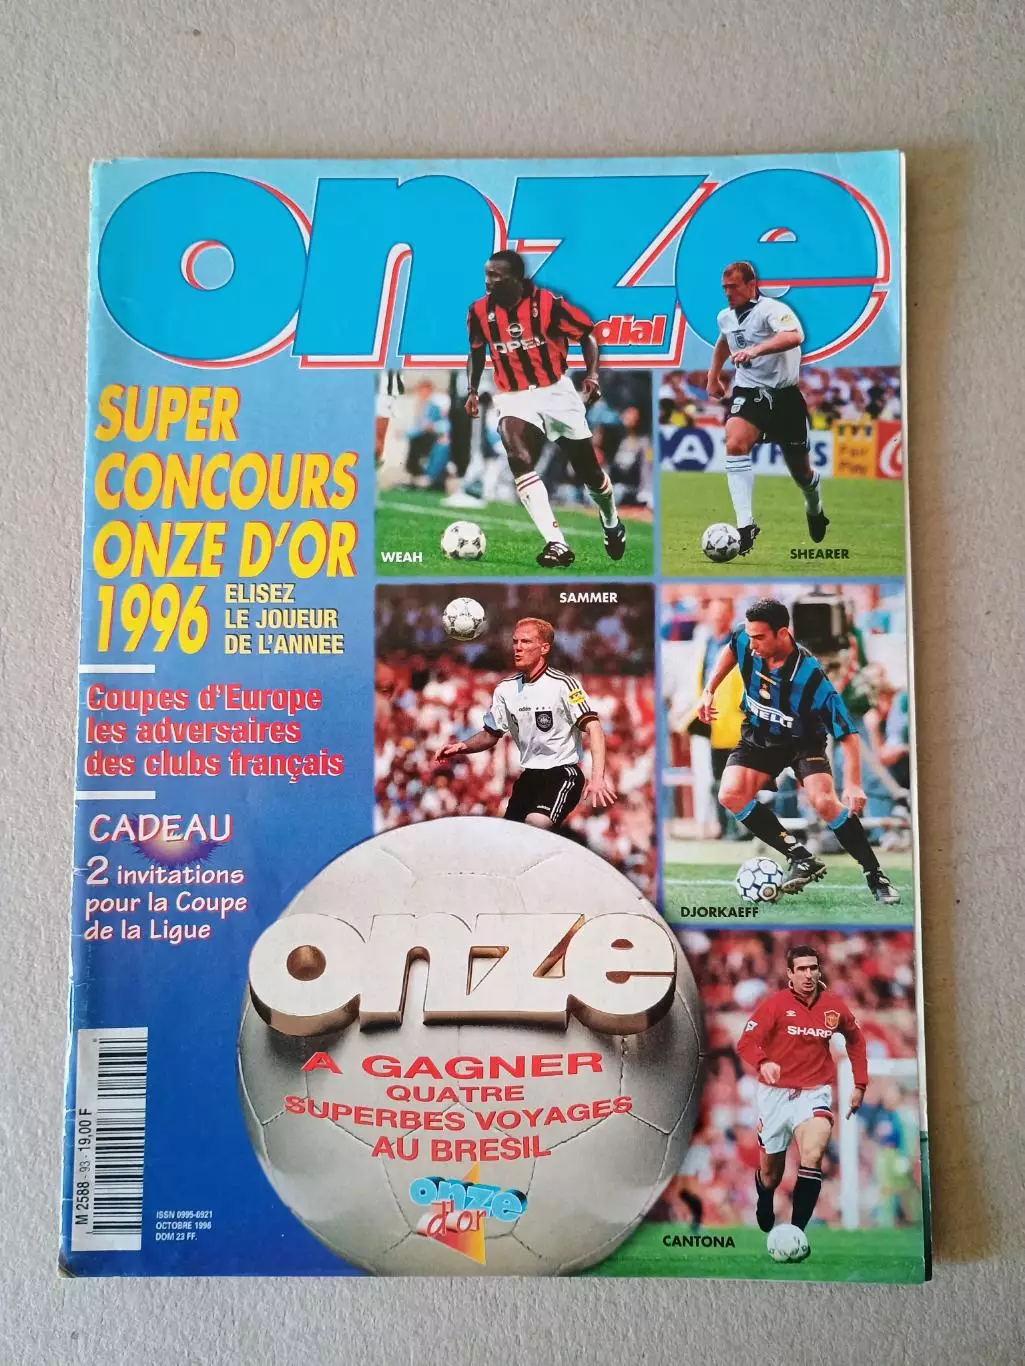 onze
dial
SUPER
CONCOURS
ONZE D'OR
1996
ELISEZ
LE JOUEUR
DE L'ANNEE
Coupes d'Europe
les adversaires
des clubs français
CADEAU
2 invitations
pour la Coupe
de la Ligue
WEAH
OPEL
SHEARER
SAMMER
DJORKAEFF
PIRELLI
onze
A GAGNER
QUATRE
SUPERBES VOYAGES
AU BRESIL
onze
d'or
SHARP
CANTONA
M 2588 - 93 - 19,00 F
ISSN 0995-6921
OCTOBRE 1996
DOM 23 FF.